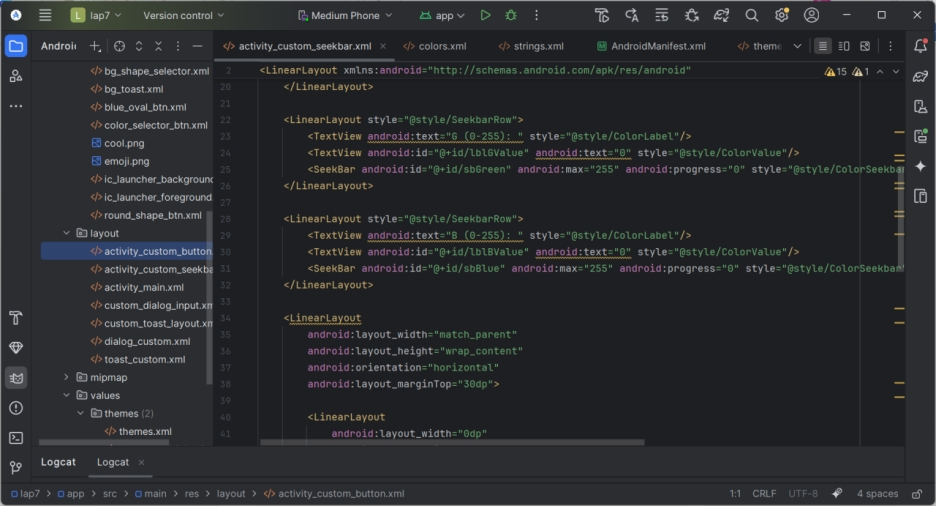 L lap7 Version control Medium Phone app
Androi
activity_custom_seekbar.xml colors.xml strings.xml AndroidManifest.xml theme
bg_shape_selector.xml
bg_toast.xml
blue_oval_btn.xml
color_selector_btn.xml
cool.png
emoji.png
ic_launcher_background
ic_launcher_foreground
round_shape_btn.xml
layout
activity_custom_button.
activity_custom_seekba
activity_main.xml
custom_dialog_input.xm
custom_toast_layout.xm
dialog_custom.xml
toast_custom.xml
mipmap
values
themes (2)
themes.xml
15 1
2 <LinearLayout xmlns:android="http://schemas.android.com/apk/res/android"
20 </LinearLayout>
21
22 <LinearLayout style="@style/SeekbarRow">
23 <TextView android:text="G (0-255): " style="@style/ColorLabel"/>
24 <TextView android:id="@+id/lblGValue" android:text="0" style="@style/ColorValue"/>
25 <SeekBar android:id="@+id/sbGreen" android:max="255" android:progress="0" style="@style/ColorSeekbar
26 </LinearLayout>
27
28 <LinearLayout style="@style/SeekbarRow">
29 <TextView android:text="B (0-255): " style="@style/ColorLabel"/>
30 <TextView android:id="@+id/lblBValue" android:text="0" style="@style/ColorValue"/>
31 <SeekBar android:id="@+id/sbBlue" android:max="255" android:progress="0" style="@style/ColorSeekbar
32 </LinearLayout>
33
34 <LinearLayout
35 android:layout_width="match_parent"
36 android:layout_height="wrap_content"
37 android:orientation="horizontal"
38 android:layout_marginTop="30dp">
39
40 <LinearLayout
41 android:layout_width="0dp"
Logcat Logcat
lap7 app src main res layout activity_custom_button.xml 1:1 CRLF UTF-8 4 spaces